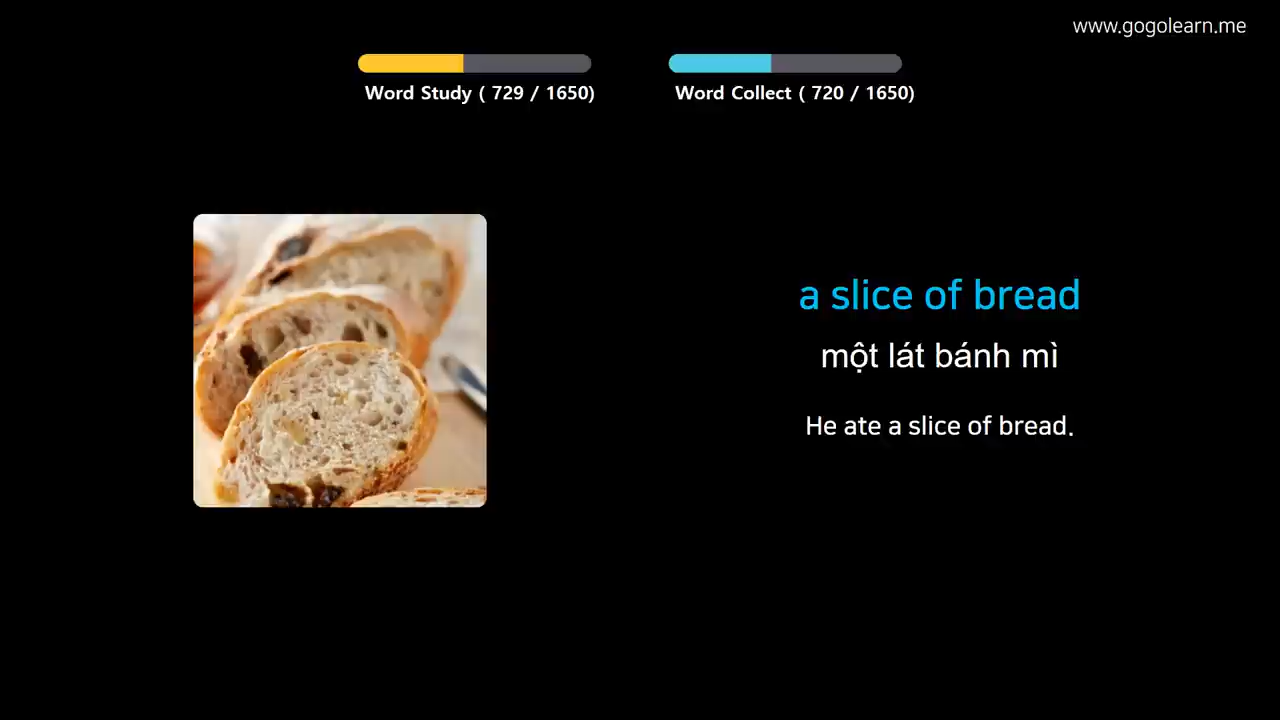 www.gogolearn.me
Word Study ( 729 / 1650)
Word Collect ( 720 / 1650)
a slice of bread
một lát bánh mì
He ate a slice of bread.